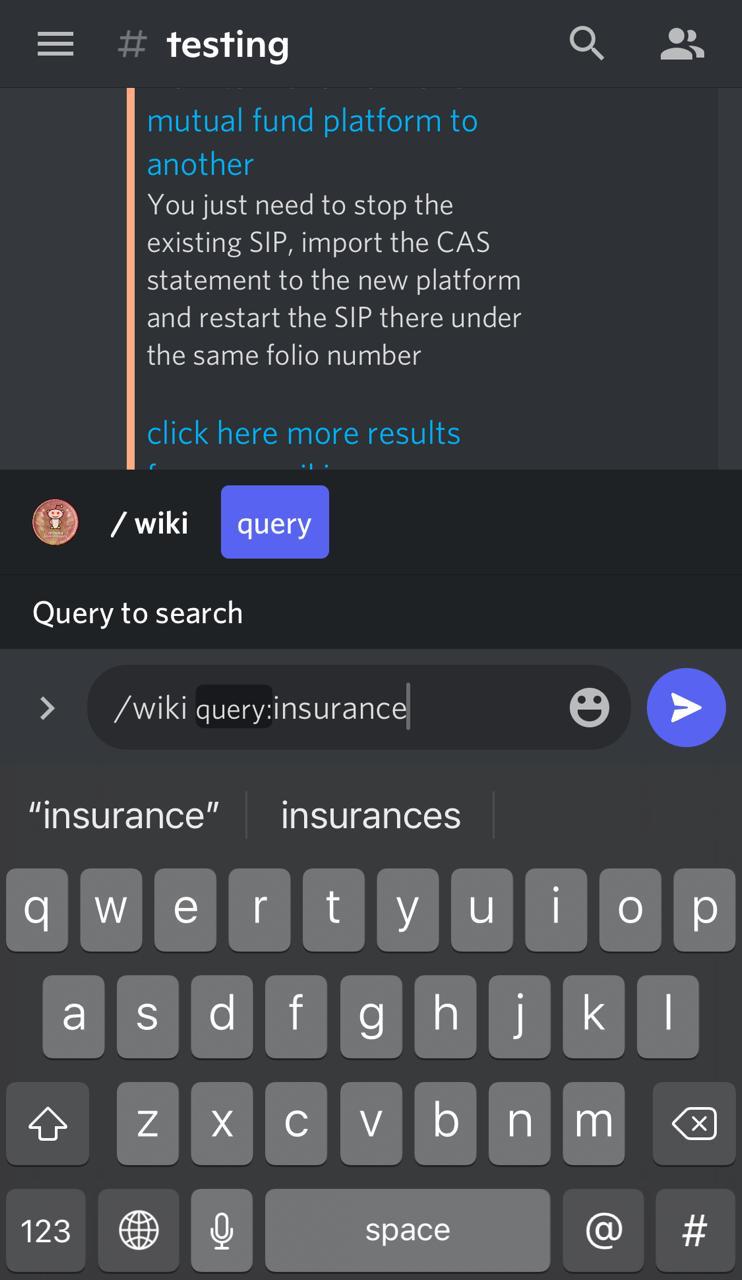 # testing
mutual fund platform to
another
You just need to stop the
existing SIP, import the CAS
statement to the new platform
and restart the SIP there under
the same folio number
click here more results
/ wiki query
Query to search
/wiki query:insurance
“insurance” insurances
q w e r t y u i o p
a s d f g h j k l
z x c v b n m
123 space @ #